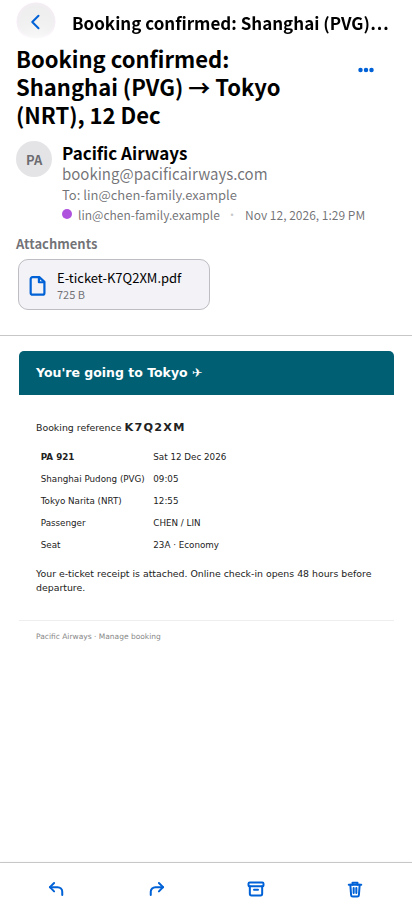 Booking confirmed: Shanghai (PVG)…
Booking confirmed:
Shanghai (PVG) → Tokyo
(NRT), 12 Dec
PA
Pacific Airways
booking@pacificairways.com
To: lin@chen-family.example
lin@chen-family.example • Nov 12, 2026, 1:29 PM
Attachments
E-ticket-K7Q2XM.pdf
725 B
You're going to Tokyo ✈
Booking reference K7Q2XM
PA 921 Sat 12 Dec 2026
Shanghai Pudong (PVG) 09:05
Tokyo Narita (NRT) 12:55
Passenger CHEN / LIN
Seat 23A · Economy
Your e-ticket receipt is attached. Online check-in opens 48 hours before
departure.
Pacific Airways · Manage booking